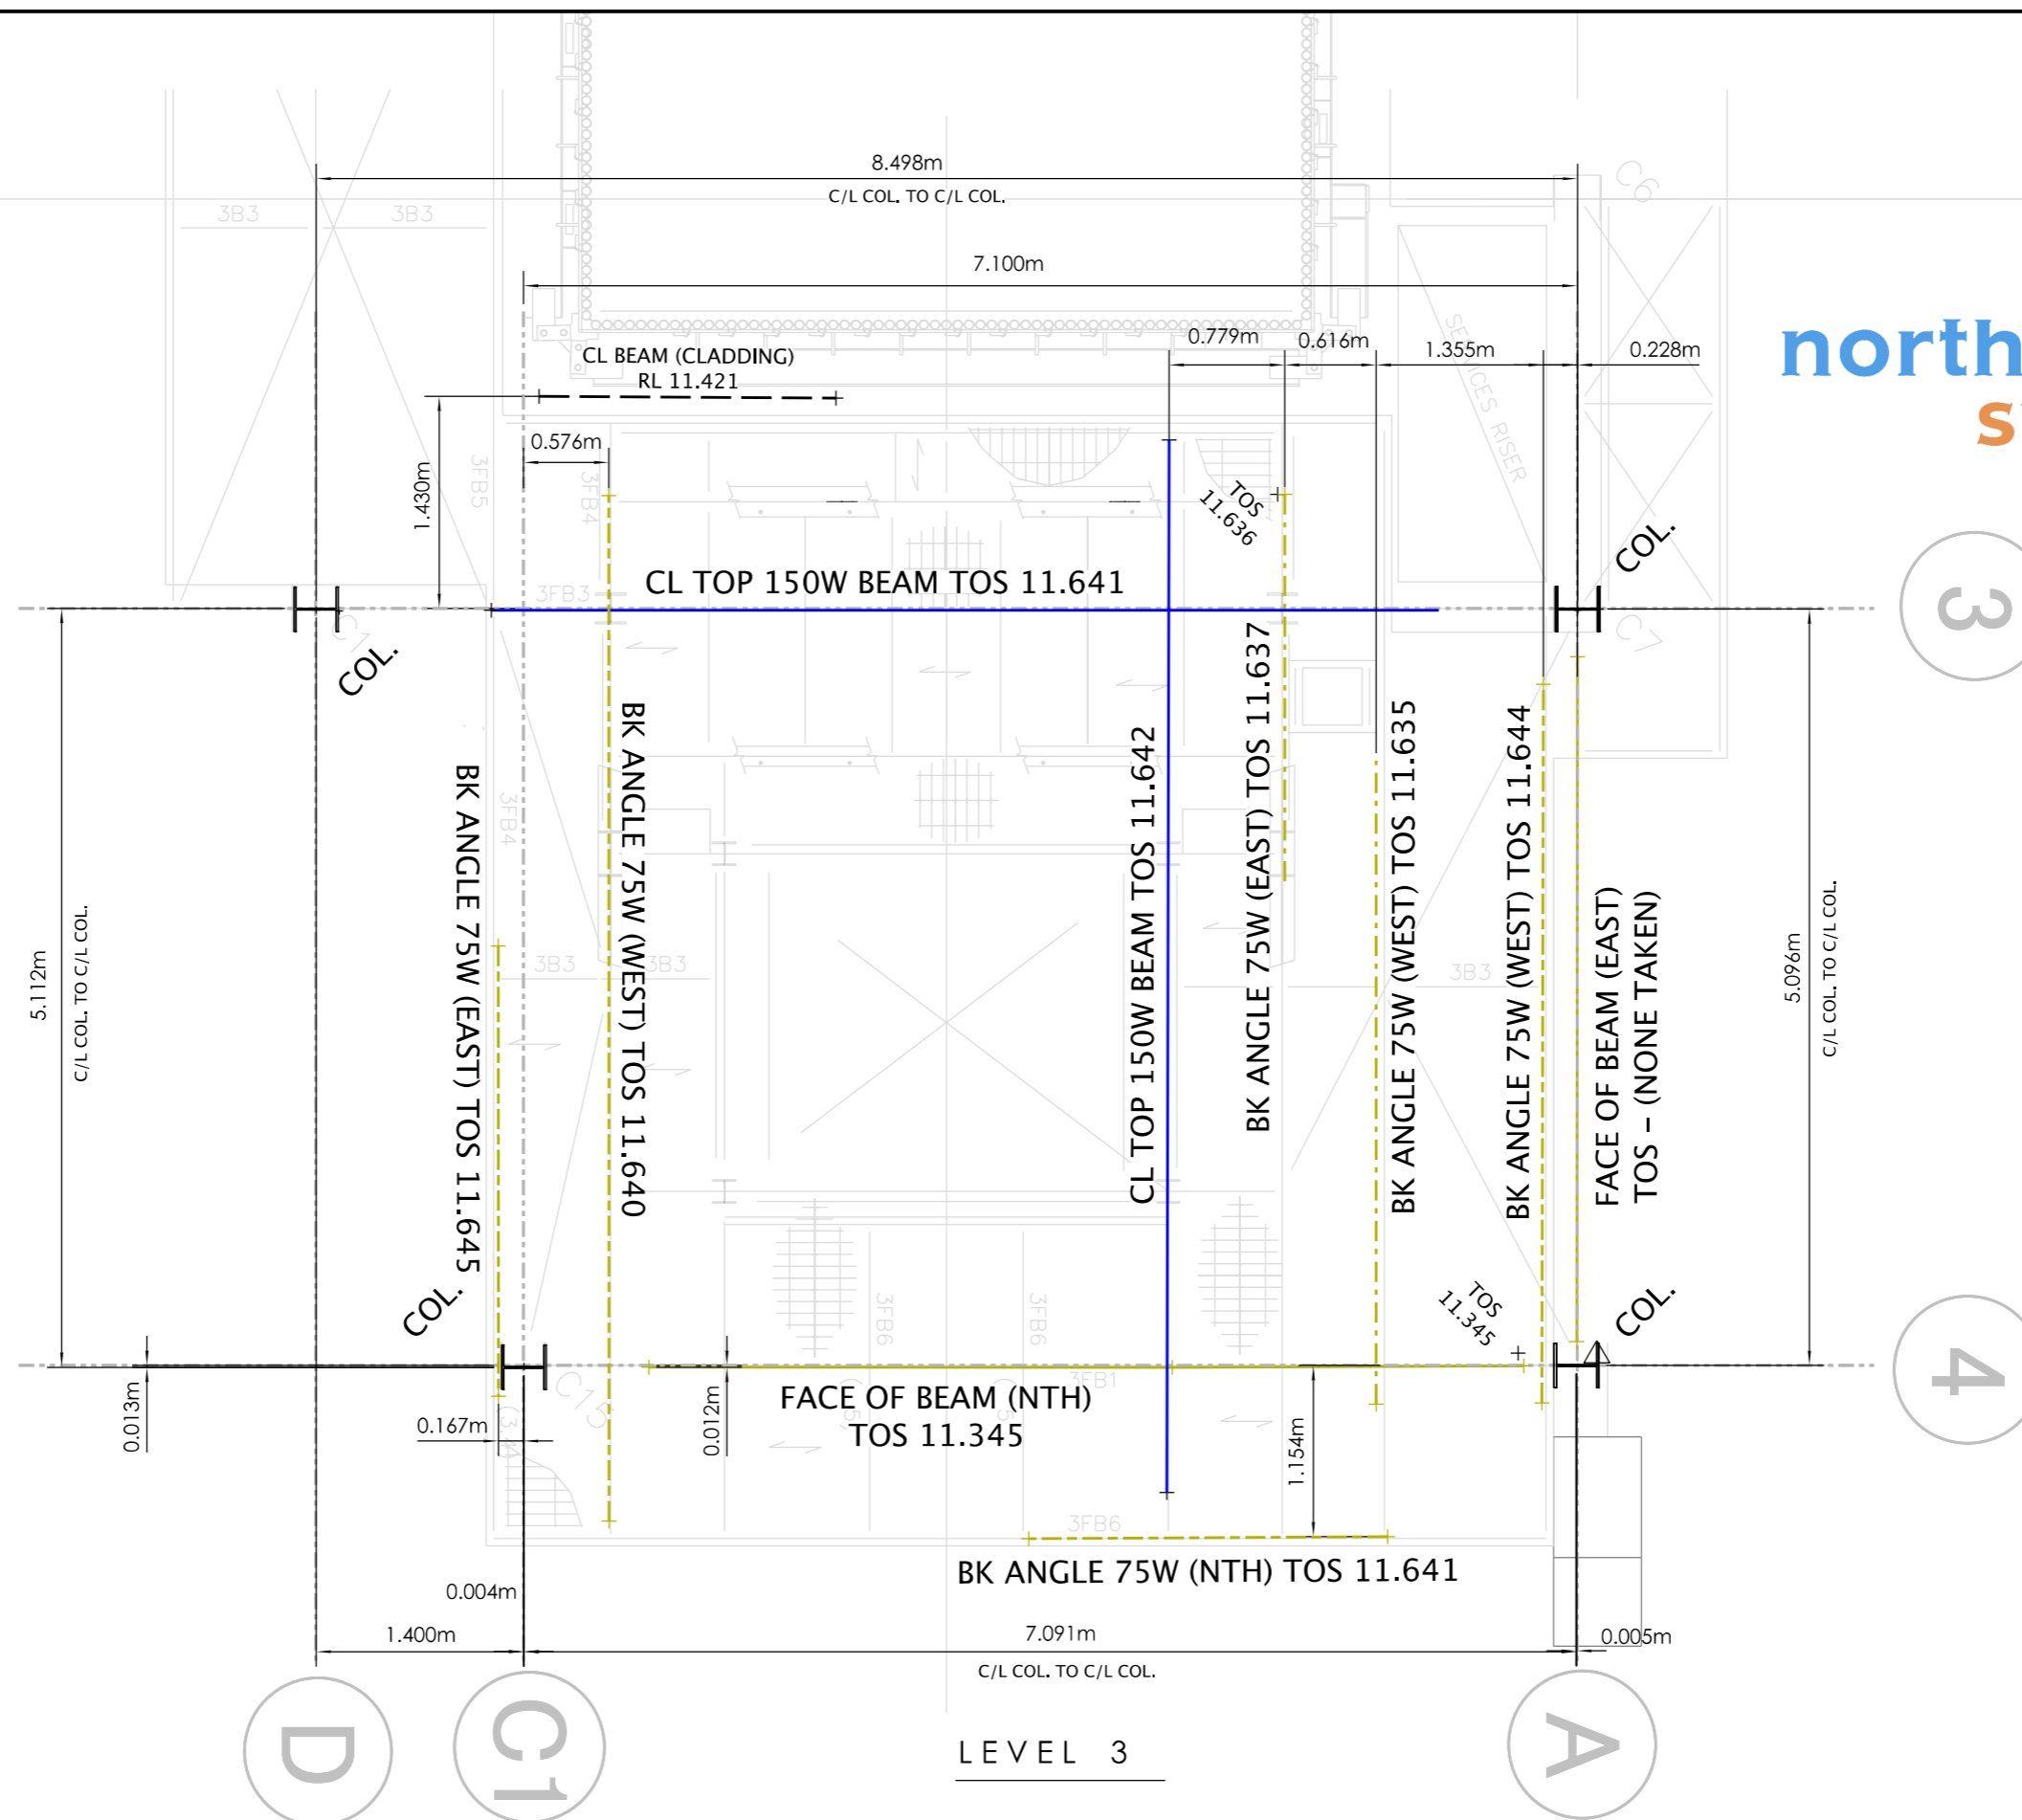 8.498m
C/L COL. TO C/L COL.
C6
3B3
3B3
7.100m
SERVICES RISER
north
0.779m
0.616m
1.355m
0.228m
CL BEAM (CLADDING)
RL 11.421
0.576m
1.430m
3FB5
3FB4
TOS
11.636
COL.
CL TOP 150W BEAM TOS 11.641
3FB3
3
C1
C7
COL.
BK ANGLE 75W (EAST) TOS 11.645
BK ANGLE 75W (WEST) TOS 11.640
CL TOP 150W BEAM TOS 11.642
BK ANGLE 75W (EAST) TOS 11.637
BK ANGLE 75W (WEST) TOS 11.635
BK ANGLE 75W (WEST) TOS 11.644
FACE OF BEAM (EAST)
TOS – (NONE TAKEN)
3FB4
5.112m
C/L COL. TO C/L COL.
5.096m
C/L COL. TO C/L COL.
3B3
3B3
3B3
COL.
3FB6
3FB6
TOS
11.345
COL.
4
C15
3FB1
0.013m
0.167m
0.012m
FACE OF BEAM (NTH)
TOS 11.345
1.154m
3FB6
BK ANGLE 75W (NTH) TOS 11.641
0.004m
1.400m
7.091m
C/L COL. TO C/L COL.
0.005m
D
C1
A
LEVEL 3